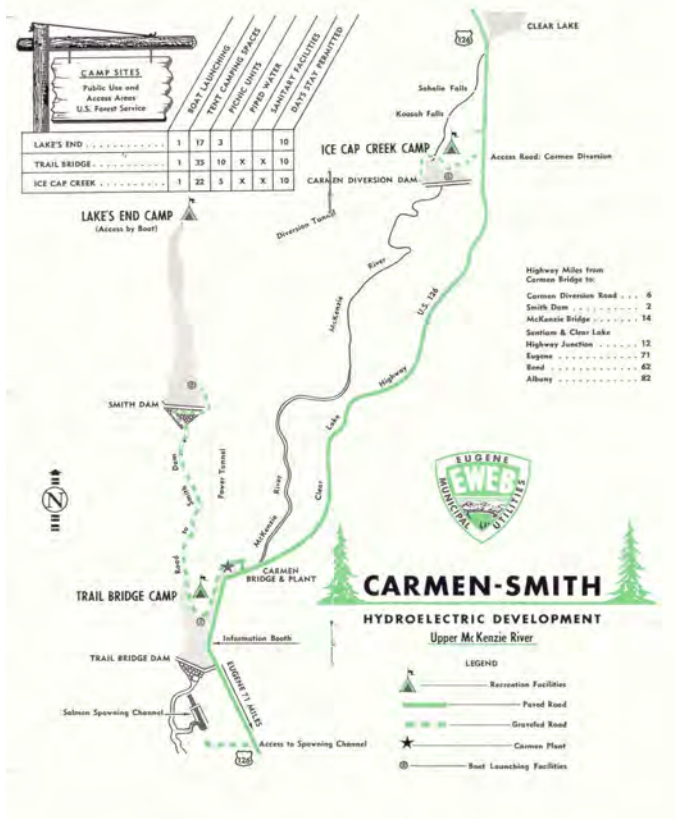 CLEAR LAKE
126
Sahalie Falls
Koosah Falls
CAMP SITES
Public Use and
Access Areas
U.S. Forest Service
BOAT LAUNCHING
TENT CAMPING SPACES
PICNIC UNITS
PIPED WATER
SANITARY FACILITIES
DAYS STAY PERMITTED
LAKE'S END . . . . . . . . . . . 1 17 3 10
TRAIL BRIDGE . . . . . . . . . 1 35 10 X X 10
ICE CAP CREEK . . . . . . . . 1 22 5 X X 10
ICE CAP CREEK CAMP
Access Road: Carmen Diversion
CARMEN DIVERSION DAM
LAKE'S END CAMP
(Access by Boat)
Diversion Tunnel
McKenzie River
U.S. 126
Highway Miles from
Carmen Bridge to:
Carmen Diversion Road . . . 6
Smith Dam . . . . . . . . . . 2
McKenzie Bridge . . . . . . . 14
Santiam & Clear Lake
Highway Junction . . . . . . 12
Eugene . . . . . . . . . . . 71
Bend . . . . . . . . . . . . 62
Albany . . . . . . . . . . . 82
SMITH DAM
Clear Lake Highway
Road to Smith Dam
Power Tunnel
McKenzie River
N
EUGENE
EWEB
MUNICIPAL UTILITIES
CARMEN
BRIDGE & PLANT
TRAIL BRIDGE CAMP
CARMEN-SMITH
HYDROELECTRIC DEVELOPMENT
Upper McKenzie River
Information Booth
TRAIL BRIDGE DAM
EUGENE 71 MILES
Salmon Spawning Channel
Access to Spawning Channel
126
LEGEND
Recreation Facilities
Paved Road
Graveled Road
Carmen Plant
Boat Launching Facilities